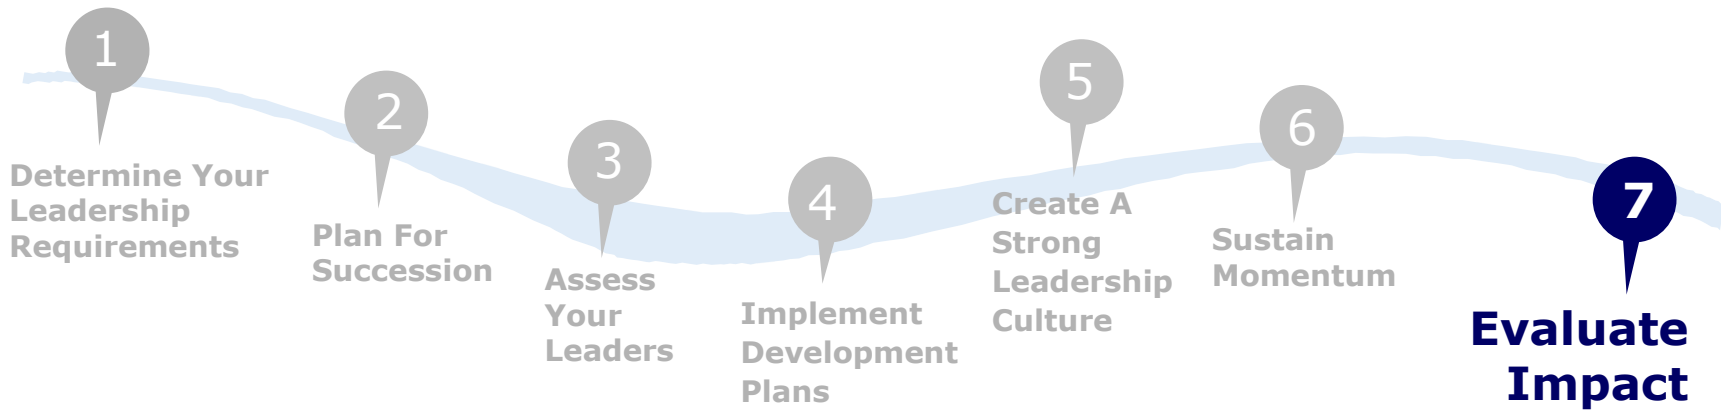 1
Determine Your
Leadership
Requirements
2
Plan For
Succession
3
Assess
Your
Leaders
4
Implement
Development
Plans
5
Create A
Strong
Leadership
Culture
6
Sustain
Momentum
7
Evaluate
Impact